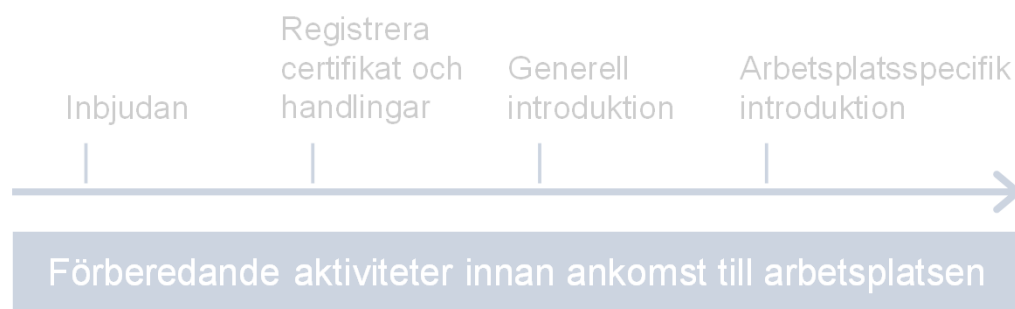 Inbjudan
Registrera
certifikat och
handlingar
Generell
introduktion
Arbetsplatsspecifik
introduktion
Förberedande aktiviteter innan ankomst till arbetsplatsen